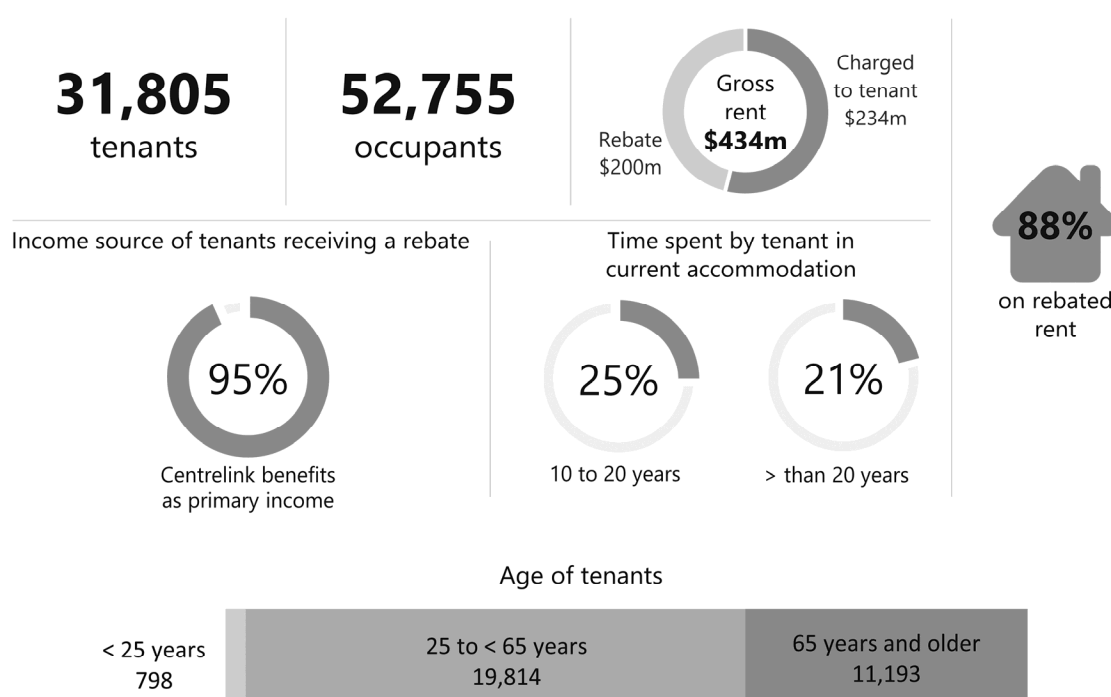 31,805
tenants
52,755
occupants
Gross
rent
$434m
Charged
to tenant
$234m
Rebate
$200m
88%
on rebated
rent
Income source of tenants receiving a rebate
95%
Centrelink benefits
as primary income
Time spent by tenant in
current accommodation
25%
10 to 20 years
21%
> than 20 years
Age of tenants
< 25 years
798
25 to < 65 years
19,814
65 years and older
11,193